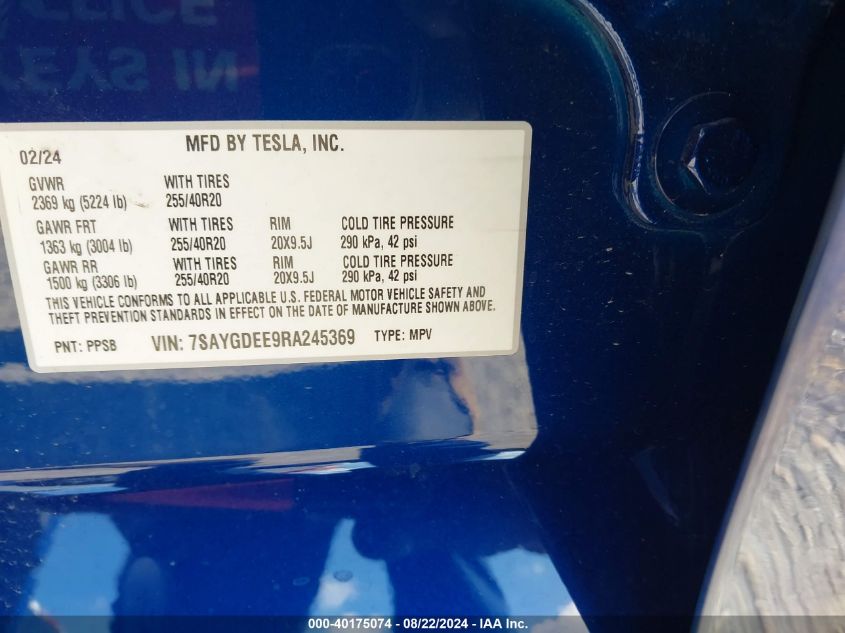 YEYS IN
MFD BY TESLA, INC.
02/24
GVWR WITH TIRES
2369 kg (5224 lb) 255/40R20
GAWR FRT WITH TIRES RIM COLD TIRE PRESSURE
1363 kg (3004 lb) 255/40R20 20X9.5J 290 kPa, 42 psi
GAWR RR WITH TIRES RIM COLD TIRE PRESSURE
1500 kg (3306 lb) 255/40R20 20X9.5J 290 kPa, 42 psi
THIS VEHICLE CONFORMS TO ALL APPLICABLE U.S. FEDERAL MOTOR VEHICLE SAFETY AND
THEFT PREVENTION STANDARDS IN EFFECT ON THE DATE OF MANUFACTURE SHOWN ABOVE.
PNT: PPSB VIN: 7SAYGDEE9RA245369 TYPE: MPV
000-40175074 - 08/22/2024 - IAA Inc.